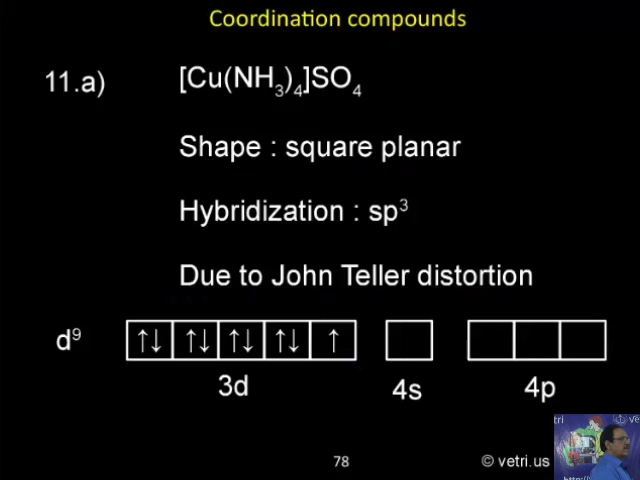 Coordination compounds
11.a) [Cu(NH₃)₄]SO₄
Shape : square planar
Hybridization : sp³
Due to John Teller distortion
d⁹ ↑↓ ↑↓ ↑↓ ↑↓ ↑
3d 4s 4p
78 © vetri.us